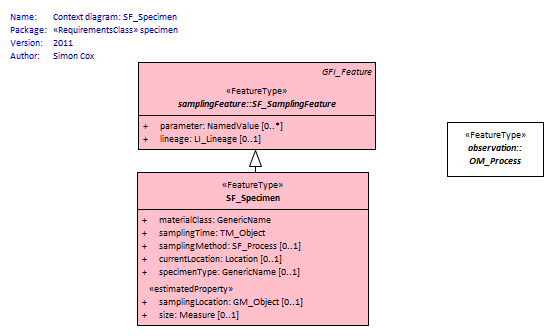 Name: Context diagram: SF_Specimen
Package: «RequirementsClass» specimen
Version: 2011
Author: Simon Cox
GFI_Feature
«FeatureType»
samplingFeature::SF_SamplingFeature
+ parameter: NamedValue [0..*]
+ lineage: LI_Lineage [0..1]
«FeatureType»
observation::
OM_Process
«FeatureType»
SF_Specimen
+ materialClass: GenericName
+ samplingTime: TM_Object
+ samplingMethod: SF_Process [0..1]
+ currentLocation: Location [0..1]
+ specimenType: GenericName [0..1]
«estimatedProperty»
+ samplingLocation: GM_Object [0..1]
+ size: Measure [0..1]